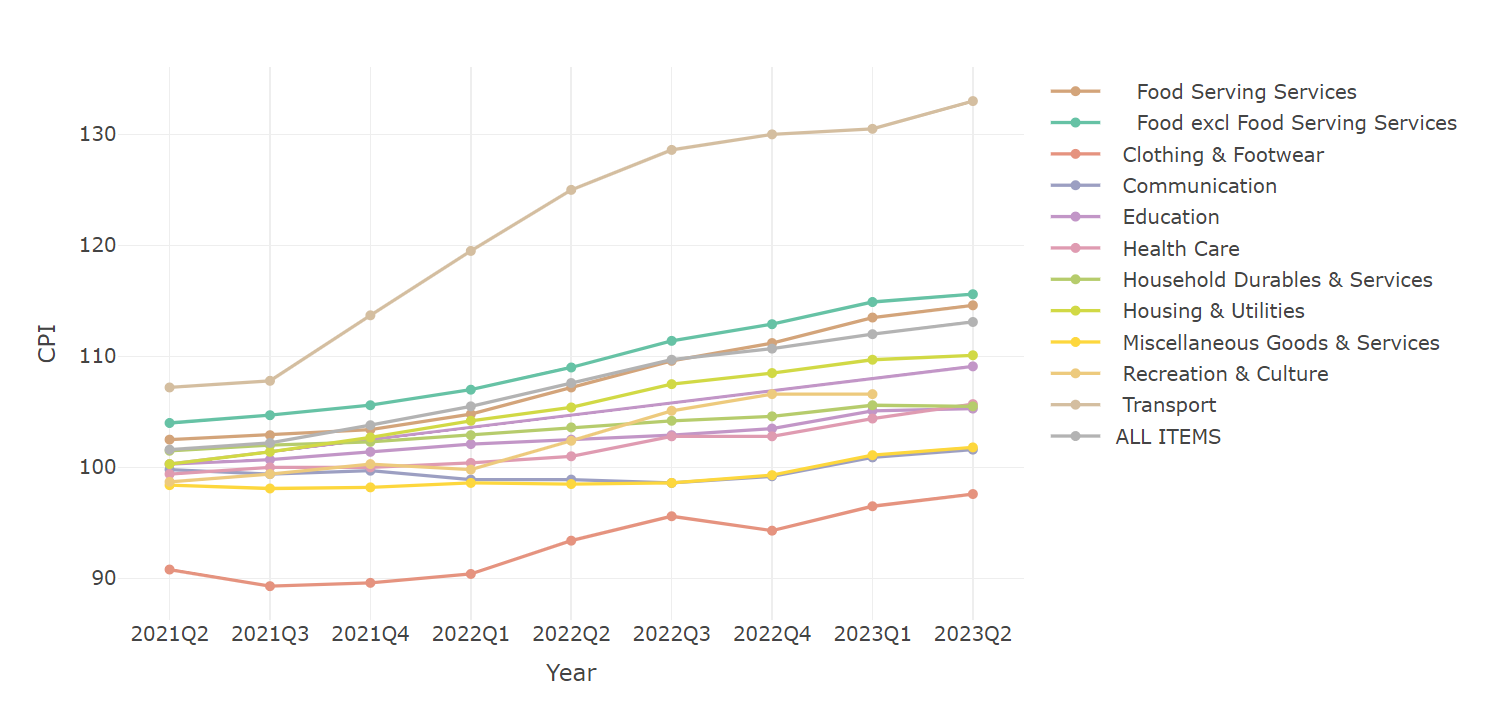 CPI
130
120
110
100
90
2021Q2 2021Q3 2021Q4 2022Q1 2022Q2 2022Q3 2022Q4 2023Q1 2023Q2
Year
Food Serving Services
Food excl Food Serving Services
Clothing & Footwear
Communication
Education
Health Care
Household Durables & Services
Housing & Utilities
Miscellaneous Goods & Services
Recreation & Culture
Transport
ALL ITEMS